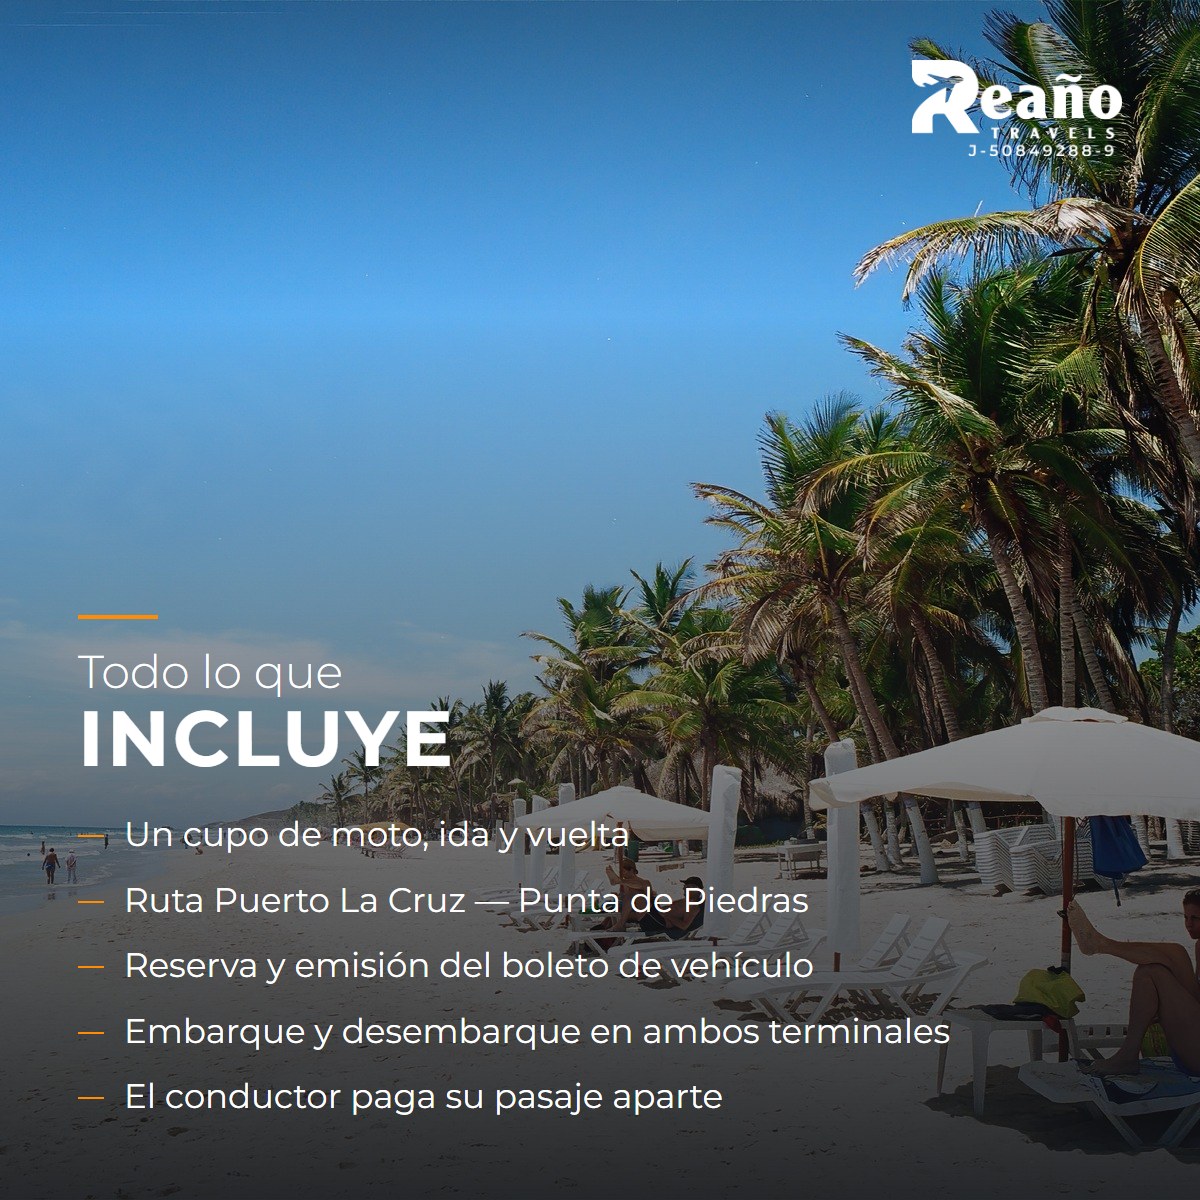 Reaño
TRAVELS
J-50849288-9
Todo lo que
INCLUYE
— Un cupo de moto, ida y vuelta
— Ruta Puerto La Cruz — Punta de Piedras
— Reserva y emisión del boleto de vehículo
— Embarque y desembarque en ambos terminales
— El conductor paga su pasaje aparte